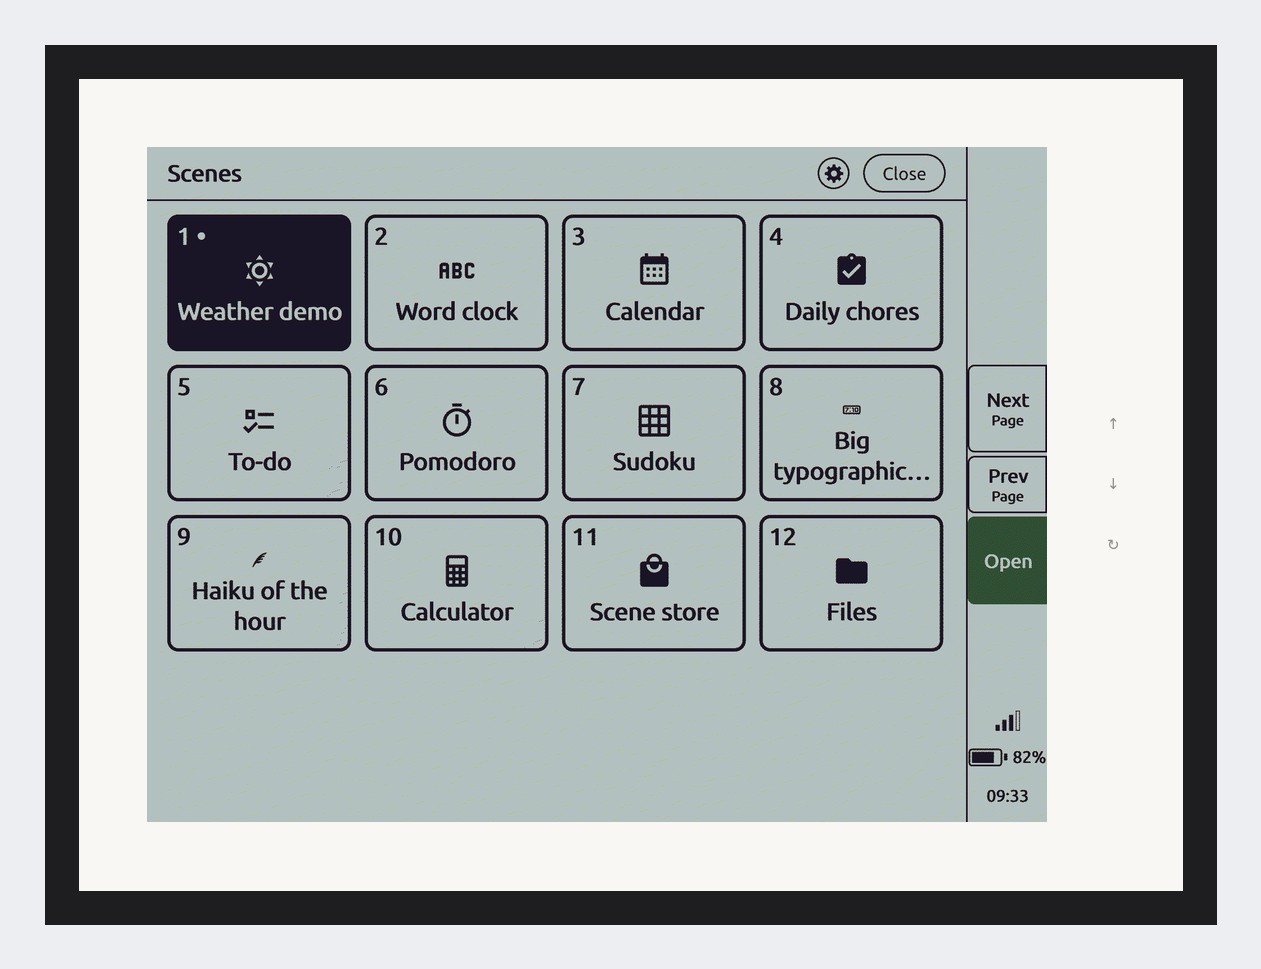 Scenes
Close
1 •
Weather demo
2
ABC
Word clock
3
Calendar
4
Daily chores
5
To-do
6
Pomodoro
7
Sudoku
8
Big
typographic...
9
Haiku of the
hour
10
Calculator
11
Scene store
12
Files
Next
Page
Prev
Page
Open
82%
09:33